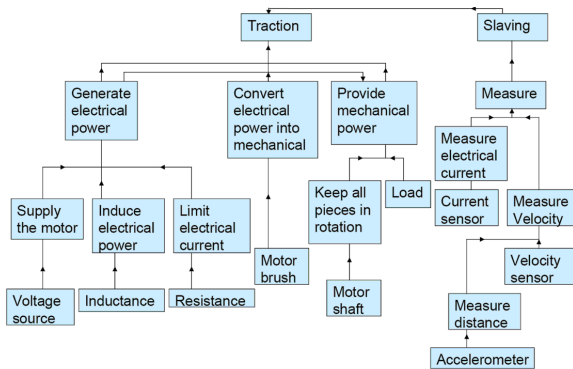 Traction
Slaving
Generate
electrical
power
Convert
electrical
power into
mechanical
Provide
mechanical
power
Measure
Measure
electrical
current
Supply
the motor
Induce
electrical
power
Limit
electrical
current
Keep all
pieces in
rotation
Load
Current
sensor
Measure
Velocity
Motor
brush
Velocity
sensor
Voltage
source
Inductance
Resistance
Motor
shaft
Measure
distance
Accelerometer